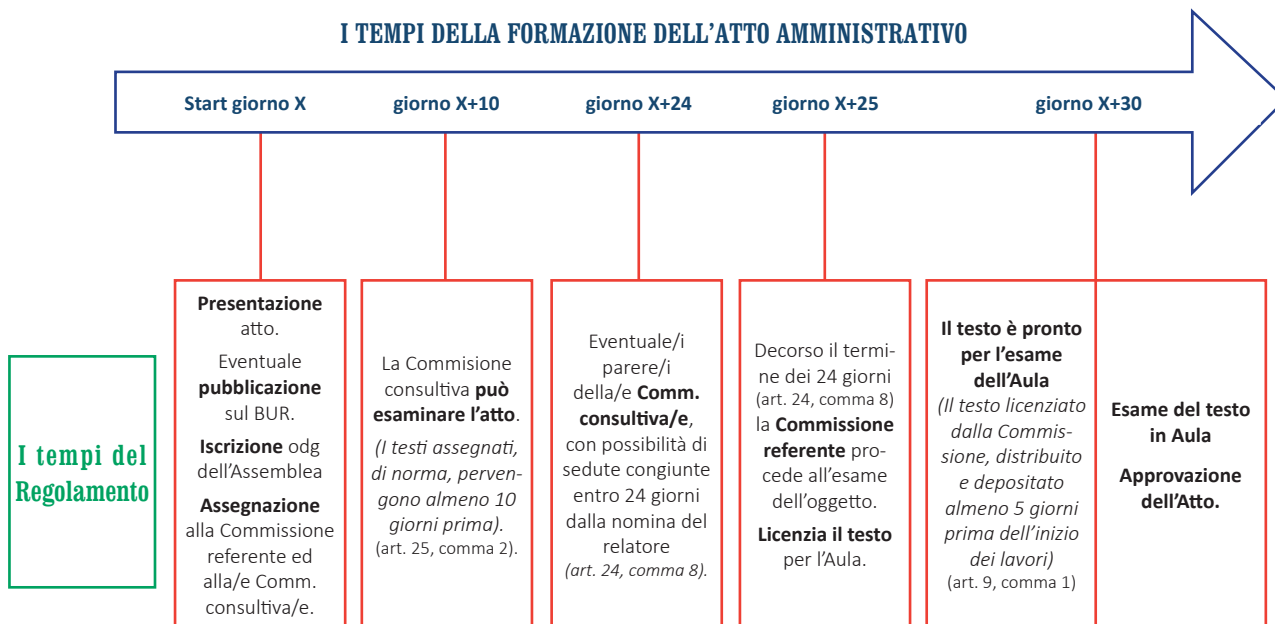 I TEMPI DELLA FORMAZIONE DELL'ATTO AMMINISTRATIVO
Start giorno X
giorno X+10
giorno X+24
giorno X+25
giorno X+30
I tempi del
Regolamento
Presentazione
atto.
Eventuale
pubblicazione
sul BUR.
Iscrizione odg
dell'Assemblea
Assegnazione
alla Commissione
referente ed
alla/e Comm.
consultiva/e.
La Commisione
consultiva può
esaminare l'atto.
(I testi assegnati,
di norma, perven-
gono almeno 10
giorni prima).
(art. 25, comma 2).
Eventuale/i
parere/i
della/e Comm.
consultiva/e,
con possibilità di
sedute congiunte
entro 24 giorni
dalla nomina del
relatore
(art. 24, comma 8).
Decorso il termi-
ne dei 24 giorni
(art. 24, comma 8)
la Commissione
referente pro-
cede all'esame
dell'oggetto.
Licenzia il testo
per l'Aula.
Il testo è pronto
per l'esame
dell'Aula
(Il testo licenziato
dalla Commis-
sione, distribuito
e depositato
almeno 5 giorni
prima dell'inizio
dei lavori)
(art. 9, comma 1)
Esame del testo
in Aula
Approvazione
dell'Atto.